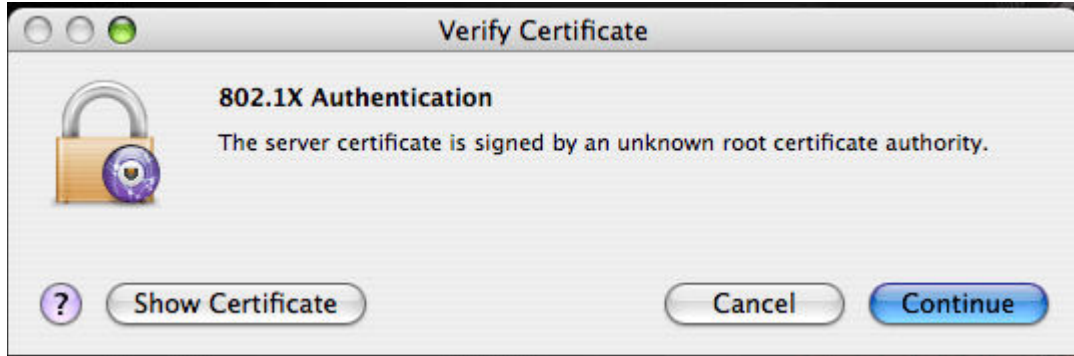 Verify Certificate
802.1X Authentication
The server certificate is signed by an unknown root certificate authority.
?
Show Certificate
Cancel
Continue